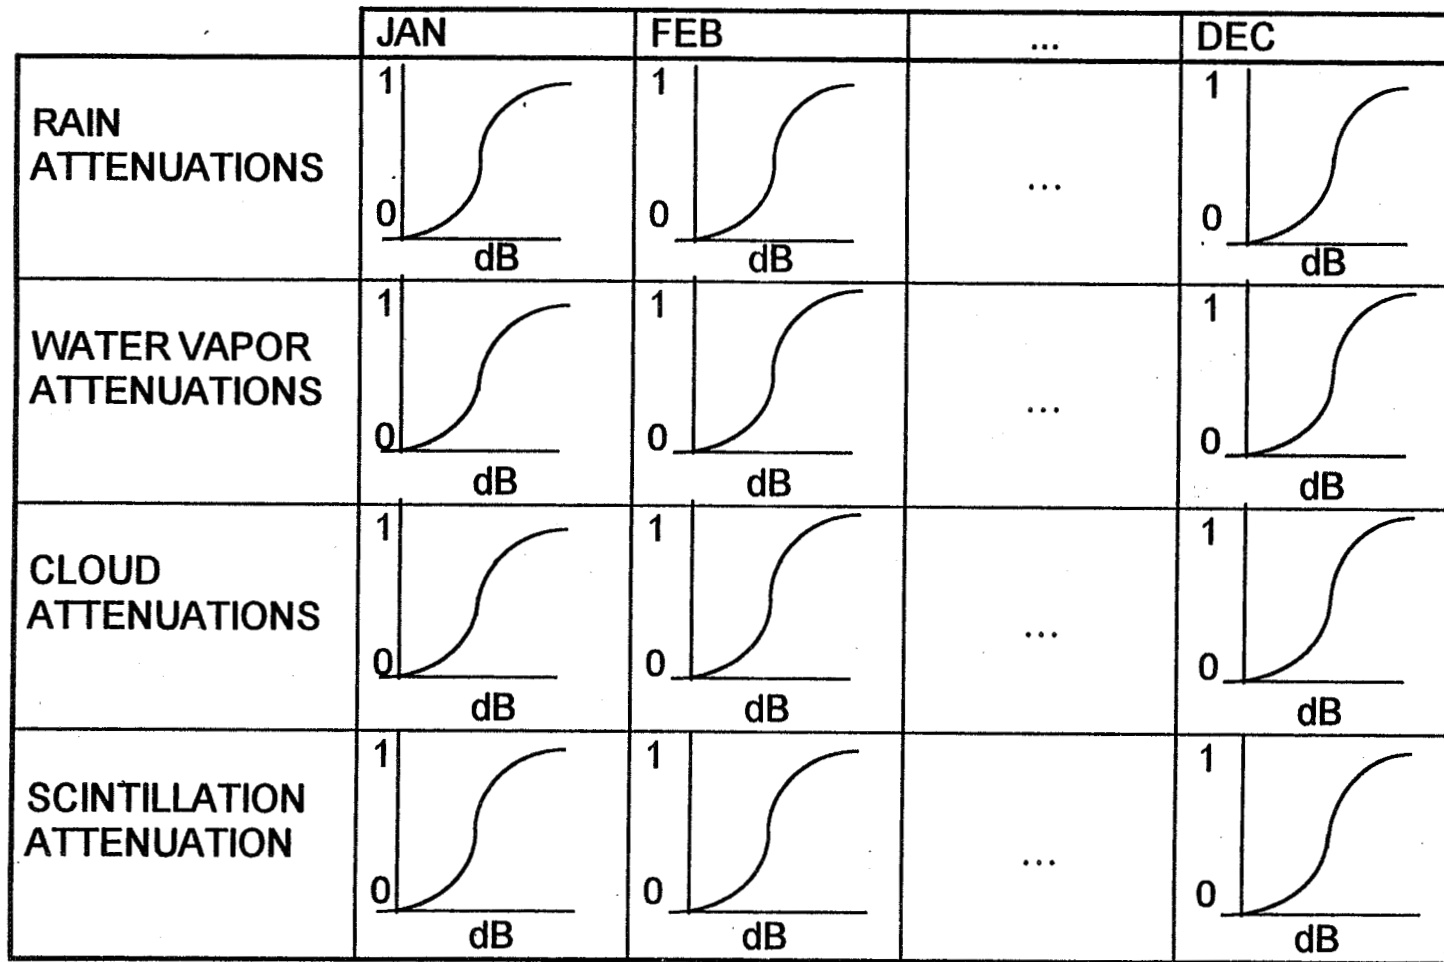 JAN FEB ... DEC
RAIN
ATTENUATIONS
1 1 1
...
0 0 0
dB dB dB
WATER VAPOR
ATTENUATIONS
1 1 1
...
0 0 0
dB dB dB
CLOUD
ATTENUATIONS
1 1 1
...
0 0 0
dB dB dB
SCINTILLATION
ATTENUATION
1 1 1
...
0 0 0
dB dB dB